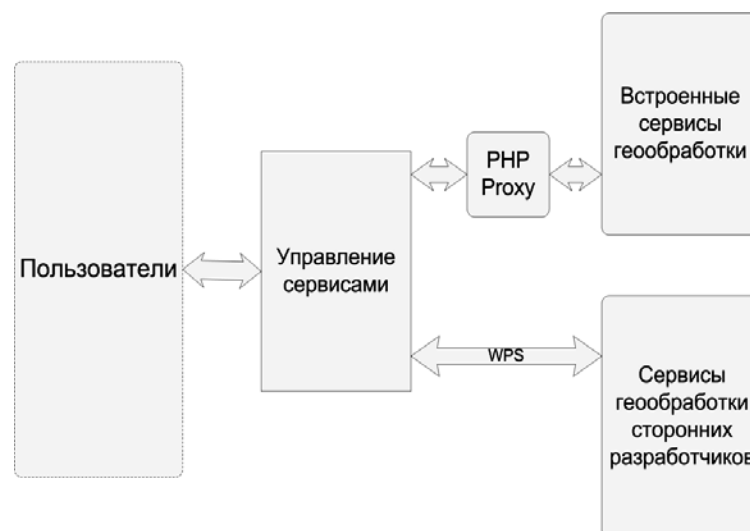 Пользователи
Управление
сервисами
PHP
Proxy
Встроенные
сервисы
геообработки
WPS
Сервисы
геообработки
сторонних
разработчиков